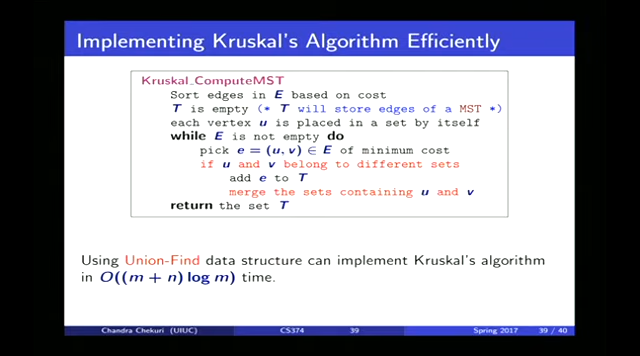 Implementing Kruskal's Algorithm Efficiently
Kruskal_ComputeMST
Sort edges in E based on cost
T is empty (* T will store edges of a MST *)
each vertex u is placed in a set by itself
while E is not empty do
pick e = (u, v) ∈ E of minimum cost
if u and v belong to different sets
add e to T
merge the sets containing u and v
return the set T
Using Union-Find data structure can implement Kruskal's algorithm
in O((m + n) log m) time.
Chandra Chekuri (UIUC) CS374 39 Spring 2017 39 / 40